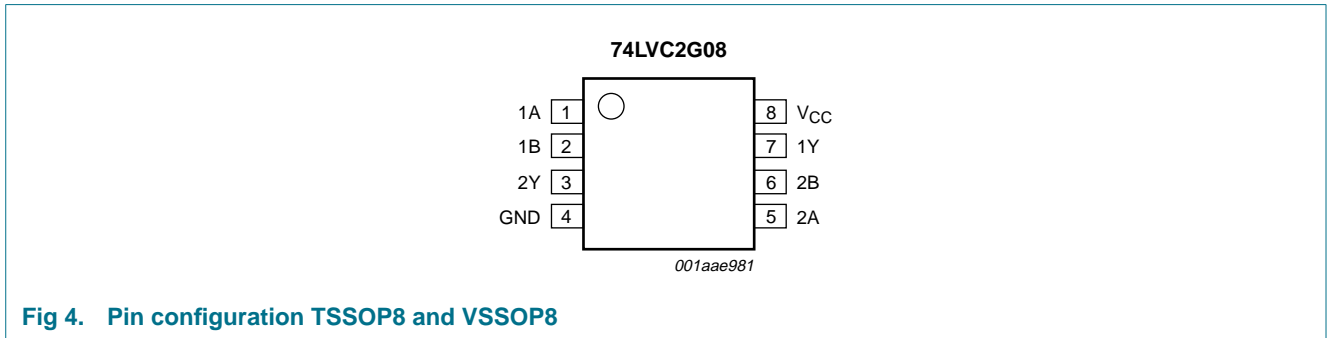 74LVC2G08
1A 1 8 VCC
1B 2 7 1Y
2Y 3 6 2B
GND 4 5 2A
001aae981
Fig 4. Pin configuration TSSOP8 and VSSOP8